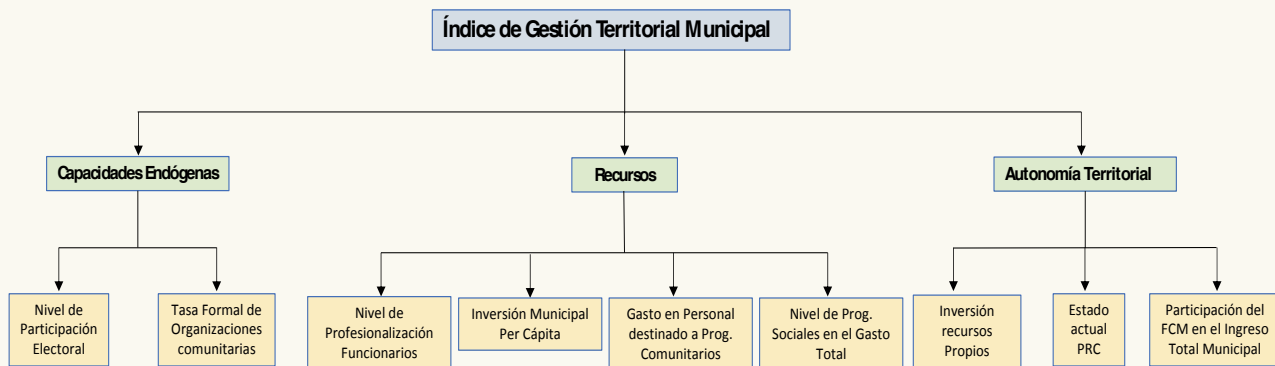 Índice de Gestión Territorial Municipal
Capacidades Endógenas
Recursos
Autonomía Territorial
Nivel de
Participación
Electoral
Tasa Formal de
Organizaciones
comunitarias
Nivel de
Profesionalización
Funcionarios
Inversión Municipal
Per Cápita
Gasto en Personal
destinado a Prog.
Comunitarios
Nivel de Prog.
Sociales en el Gasto
Total
Inversión
recursos
Propios
Estado
actual
PRC
Participación del
FCM en el Ingreso
Total Municipal